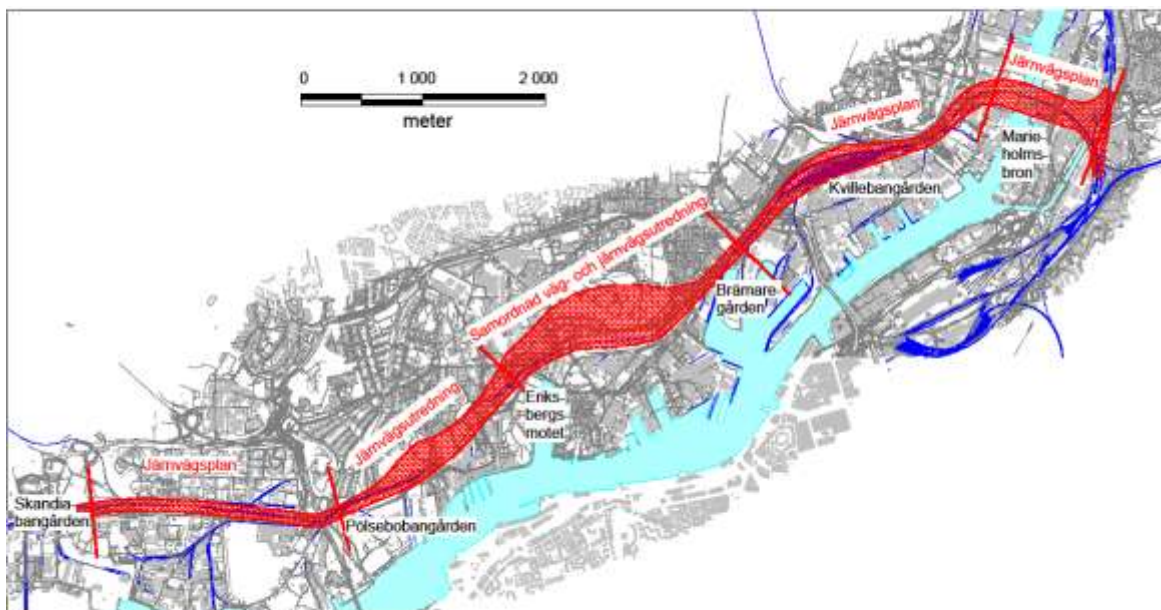 0 1 000 2 000
meter
Järnvägsplan
Järnvägsplan
Marie-
holms-
bron
Kvillebangården
Samordnad väg- och järnvägsutredning
Brämare-
gården
Järnvägsutredning
Eriks-
bergs
motet
Järnvägsplan
Skandia
bangården
Pölsebobangården